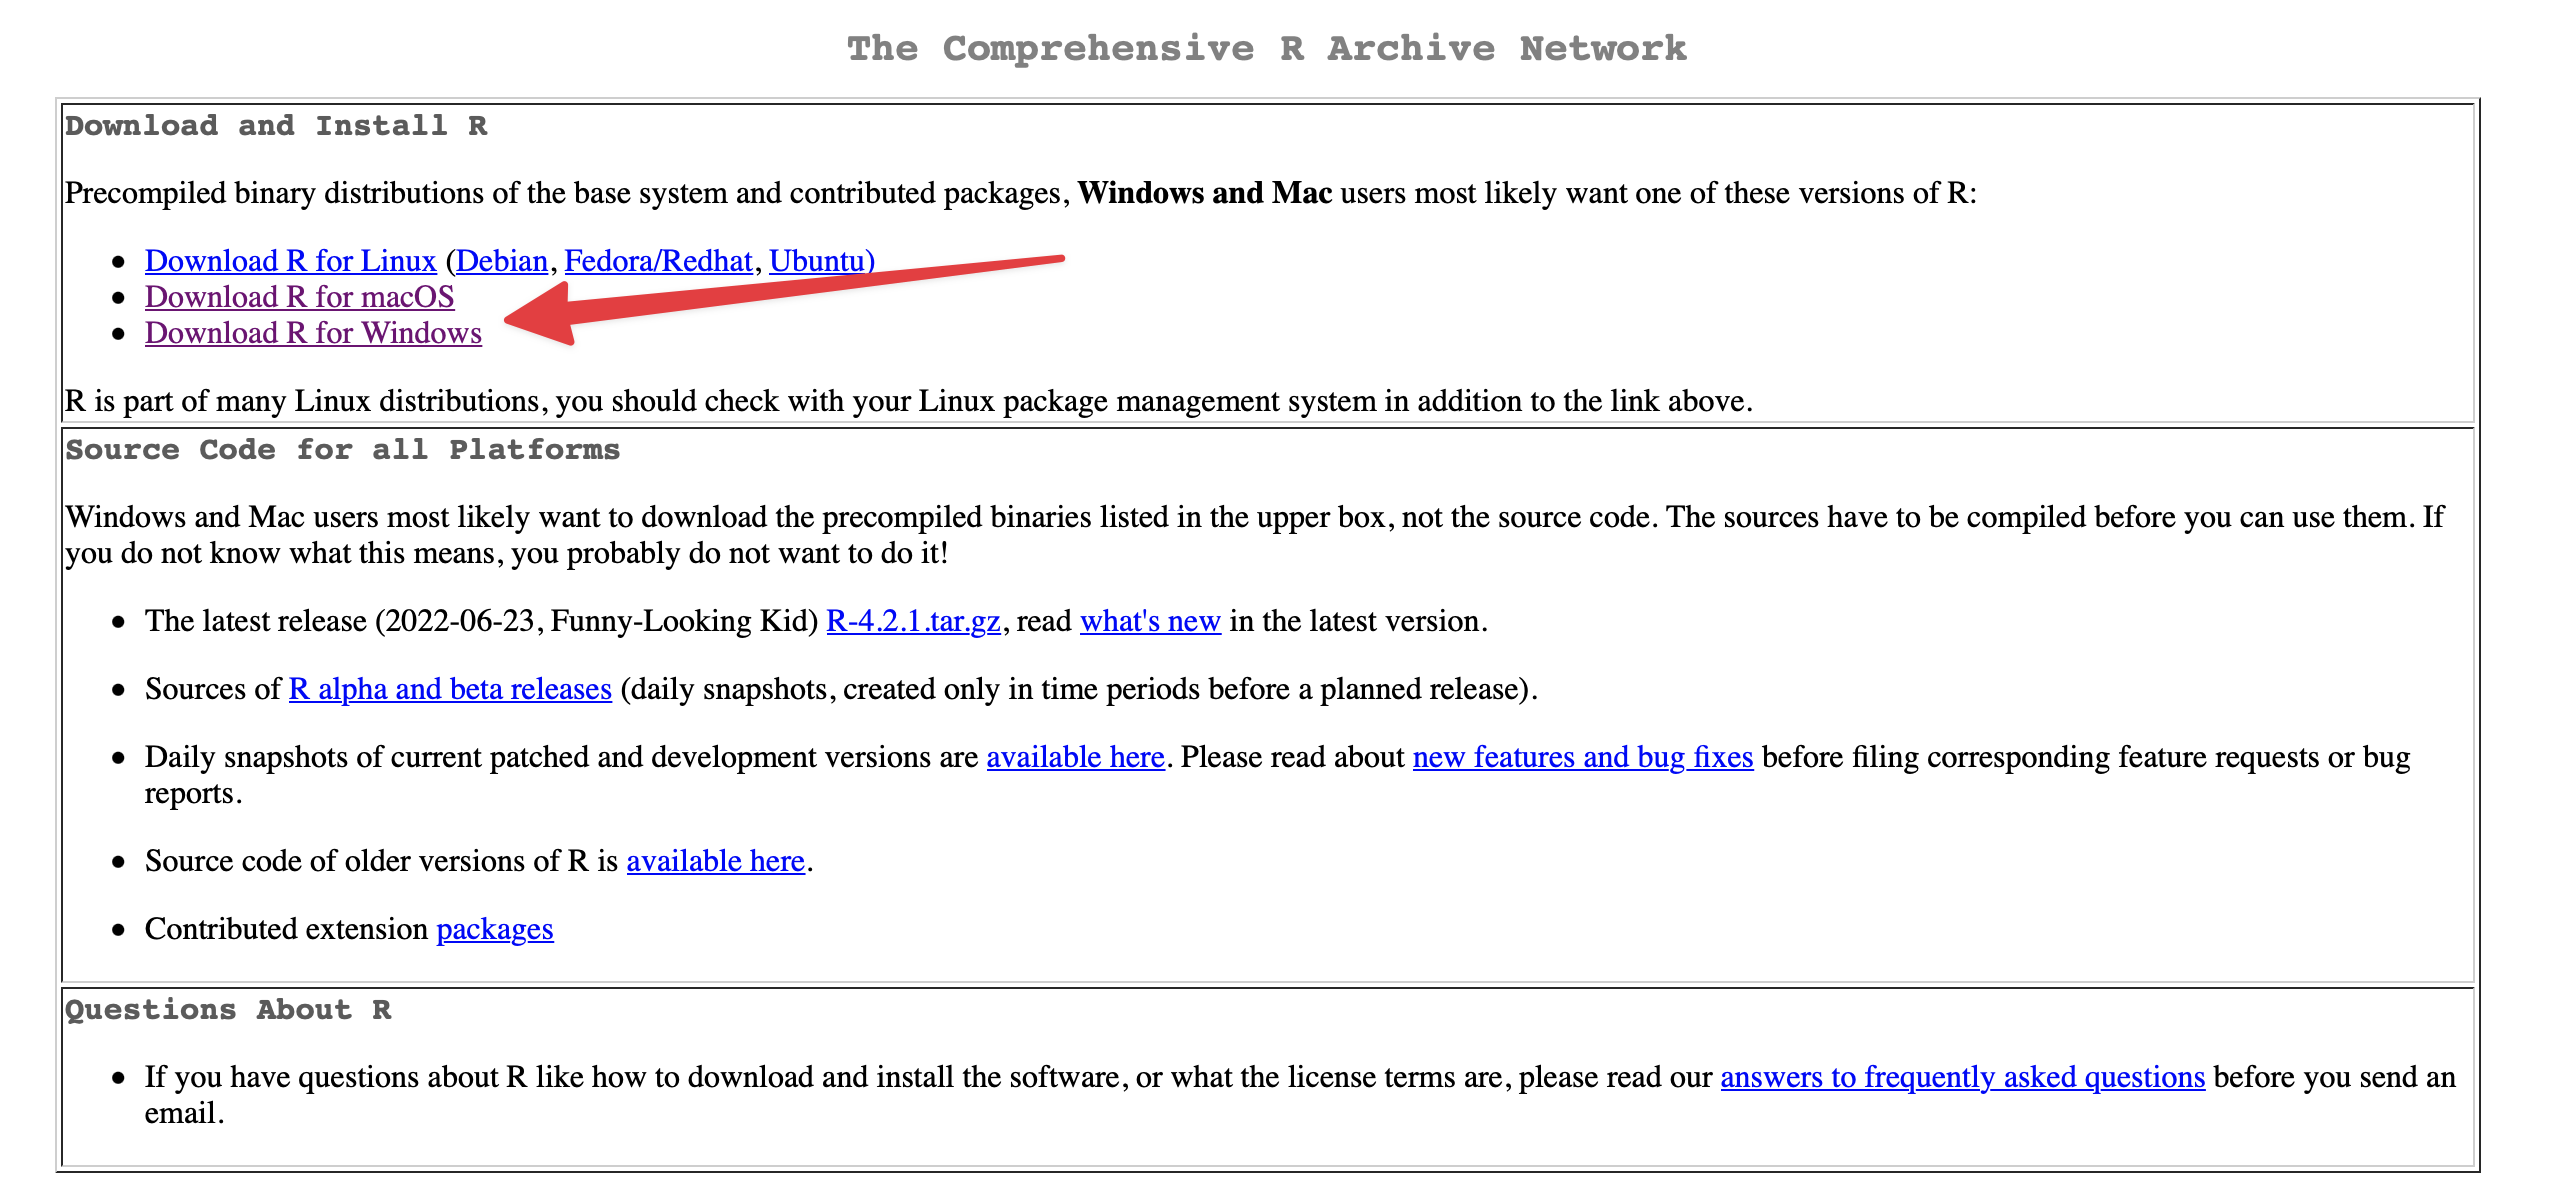 The Comprehensive R Archive Network
Download and Install R
Precompiled binary distributions of the base system and contributed packages, Windows and Mac users most likely want one of these versions of R:
Download R for Linux (Debian, Fedora/Redhat, Ubuntu)
Download R for macOS
Download R for Windows
R is part of many Linux distributions, you should check with your Linux package management system in addition to the link above.
Source Code for all Platforms
Windows and Mac users most likely want to download the precompiled binaries listed in the upper box, not the source code. The sources have to be compiled before you can use them. If
you do not know what this means, you probably do not want to do it!
The latest release (2022-06-23, Funny-Looking Kid) R-4.2.1.tar.gz, read what's new in the latest version.
Sources of R alpha and beta releases (daily snapshots, created only in time periods before a planned release).
Daily snapshots of current patched and development versions are available here. Please read about new features and bug fixes before filing corresponding feature requests or bug
reports.
Source code of older versions of R is available here.
Contributed extension packages
Questions About R
If you have questions about R like how to download and install the software, or what the license terms are, please read our answers to frequently asked questions before you send an
email.